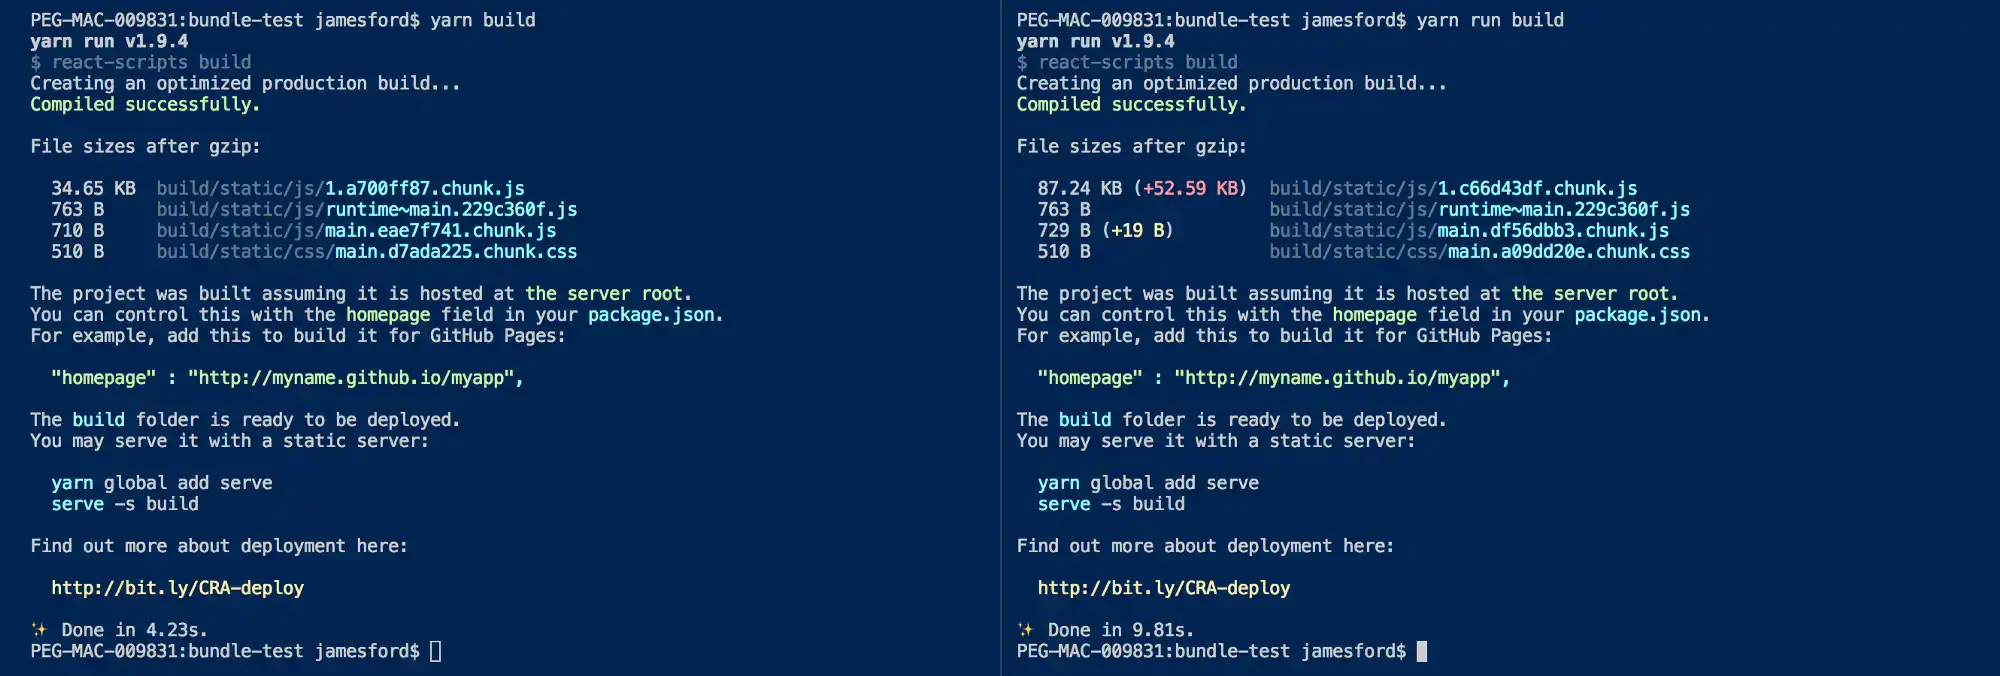 PEG-MAC-009831:bundle-test jamesford$ yarn build
yarn run v1.9.4
$ react-scripts build
Creating an optimized production build...
Compiled successfully.
File sizes after gzip:
34.65 KB build/static/js/1.a700ff87.chunk.js
763 B build/static/js/runtime~main.229c360f.js
710 B build/static/js/main.eae7f741.chunk.js
510 B build/static/css/main.d7ada225.chunk.css
The project was built assuming it is hosted at the server root.
You can control this with the homepage field in your package.json.
For example, add this to build it for GitHub Pages:
"homepage" : "http://myname.github.io/myapp",
The build folder is ready to be deployed.
You may serve it with a static server:
yarn global add serve
serve -s build
Find out more about deployment here:
http://bit.ly/CRA-deploy
✨ Done in 4.23s.
PEG-MAC-009831:bundle-test jamesford$
PEG-MAC-009831:bundle-test jamesford$ yarn run build
yarn run v1.9.4
$ react-scripts build
Creating an optimized production build...
Compiled successfully.
File sizes after gzip:
87.24 KB (+52.59 KB) build/static/js/1.c66d43df.chunk.js
763 B build/static/js/runtime~main.229c360f.js
729 B (+19 B) build/static/js/main.df56dbb3.chunk.js
510 B build/static/css/main.a09dd20e.chunk.css
The project was built assuming it is hosted at the server root.
You can control this with the homepage field in your package.json.
For example, add this to build it for GitHub Pages:
"homepage" : "http://myname.github.io/myapp",
The build folder is ready to be deployed.
You may serve it with a static server:
yarn global add serve
serve -s build
Find out more about deployment here:
http://bit.ly/CRA-deploy
✨ Done in 9.81s.
PEG-MAC-009831:bundle-test jamesford$